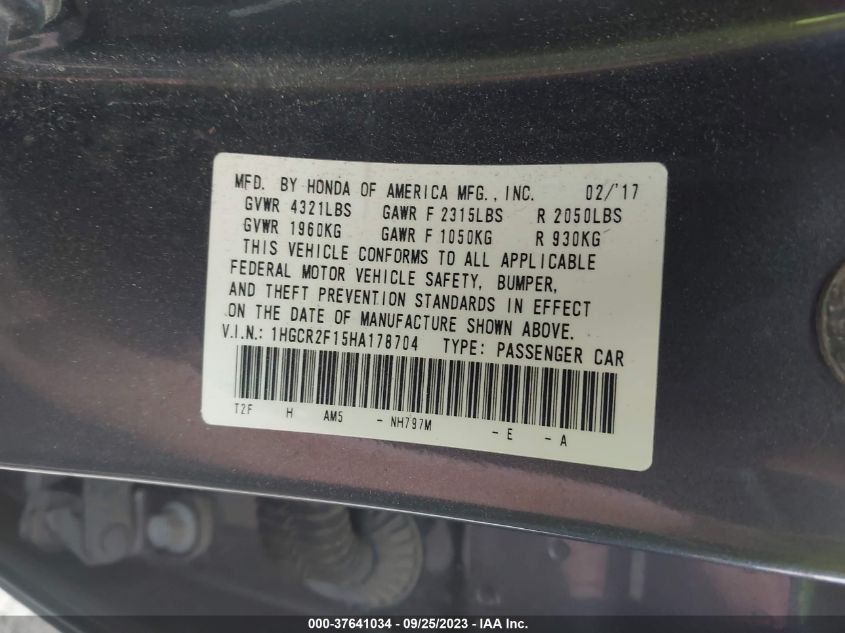 MFD. BY HONDA OF AMERICA MFG., INC. 02/'17
GVWR 4321LBS GAWR F 2315LBS R 2050LBS
GVWR 1960KG GAWR F 1050KG R 930KG
THIS VEHICLE CONFORMS TO ALL APPLICABLE
FEDERAL MOTOR VEHICLE SAFETY, BUMPER,
AND THEFT PREVENTION STANDARDS IN EFFECT
ON THE DATE OF MANUFACTURE SHOWN ABOVE.
V.I.N.: 1HGCR2F15HA178704 TYPE: PASSENGER CAR
T2F H AM5 - NH797M - E - A
000-37641034 / 09/25/2023 / IAA Inc.